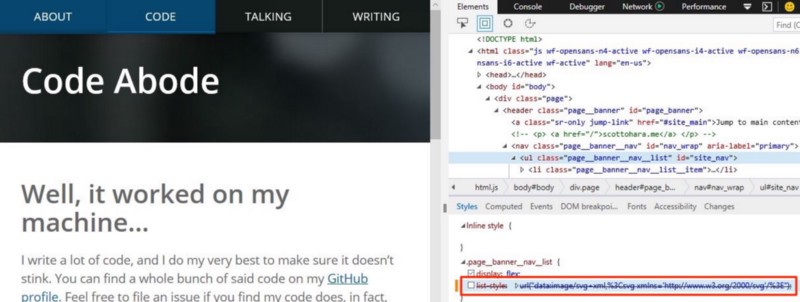 ABOUT
CODE
TALKING
WRITING
Code Abode
Well, it worked on my
machine...
I write a lot of code, and I do my very best to make sure it doesn't
stink. You can find a whole bunch of said code on my GitHub
profile. Feel free to file an issue if you find my code does, in fact,
Elements Console Debugger Network Performance
<!DOCTYPE html>
<html class="js wf-opensans-n4-active wf-opensans-i4-active wf-opensans-n6
nsans-i6-active wf-active" lang="en-us">
<head>…</head>
<body id="body">
<div class="page">
<header class="page__banner" id="page_banner">
<a class="sr-only jump-link" href="#site_main">Jump to main conten
<!-- <p> <a href="/">scottohara.me</a> </p> -->
<nav class="page__banner__nav" id="nav_wrap" aria-label="primary">
<ul class="page__banner__nav__list" id="site_nav">
<li class="page__banner__nav__list__item">…</li>
html.js body#body div.page header#page_b... nav#nav_wrap ul#site_nav
Styles Computed Events DOM breakpoi... Fonts Accessibility Changes
Inline style {
}
.page__banner__nav__list {
display: flex;
list-style: url("data:image/svg+xml,%3Csvg xmlns='http://www.w3.org/2000/svg'/%3E");